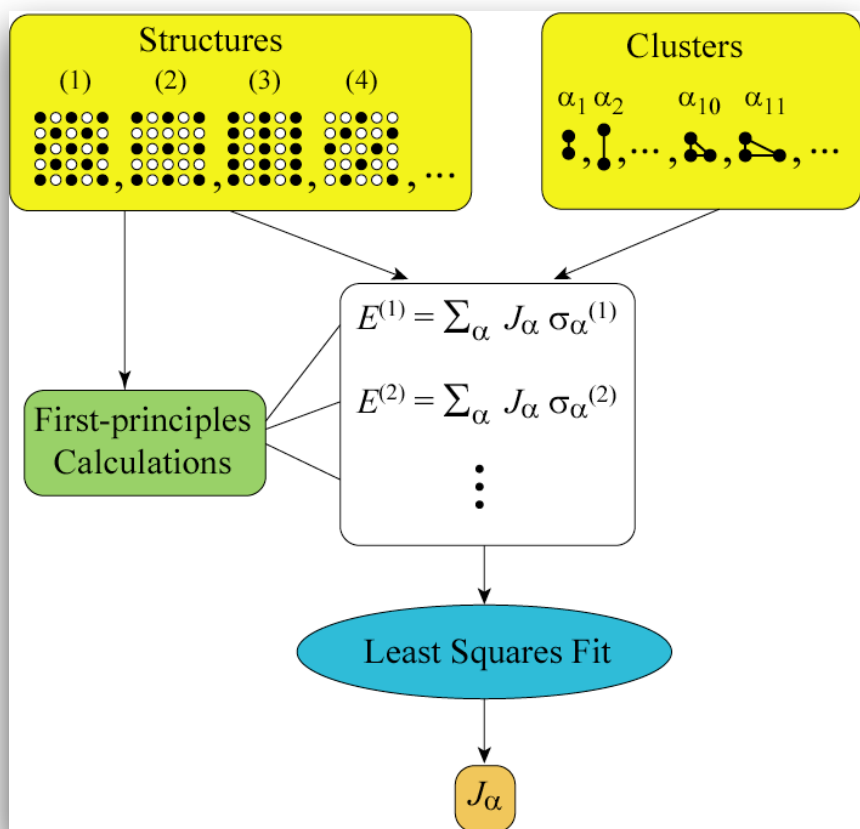 Structures
(1) (2) (3) (4)
, , , , ...
Clusters
α₁ α₂ α₁₀ α₁₁
, , ..., , , ...
E⁽¹⁾ = ∑α Jα σα⁽¹⁾
E⁽²⁾ = ∑α Jα σα⁽²⁾
⋮
First-principles
Calculations
Least Squares Fit
Jα